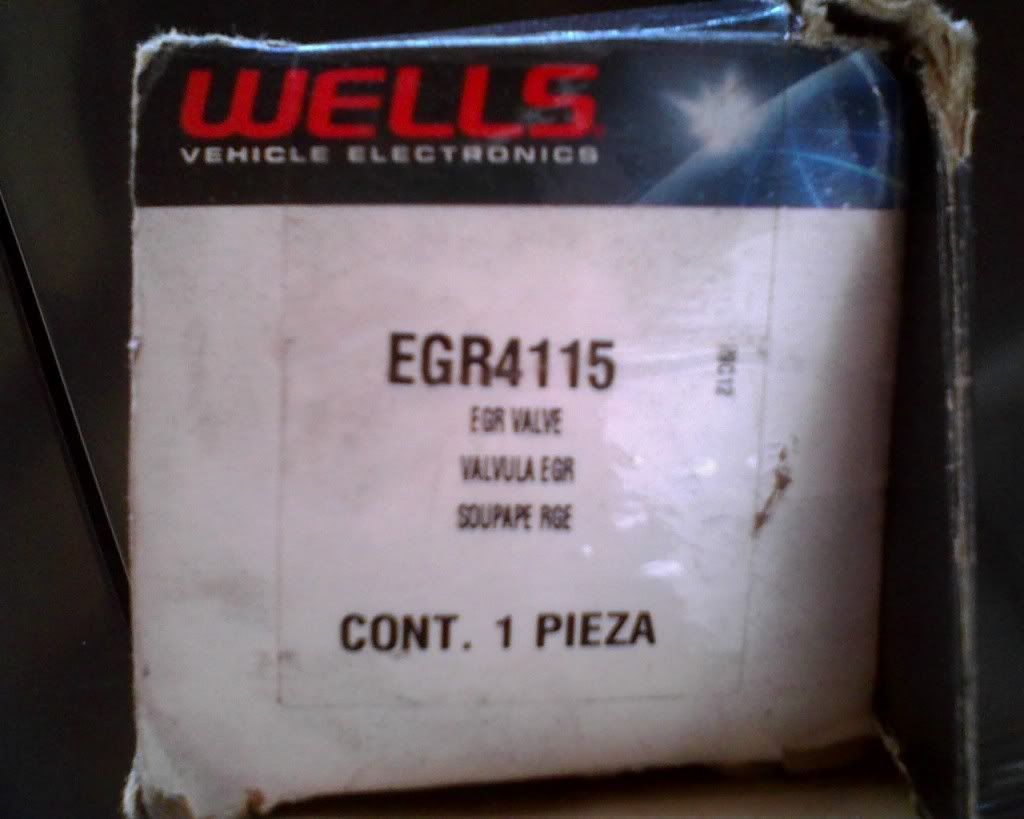 WELLS
VEHICLE ELECTRONICS
EGR4115
EGR VALVE
VALVULA EGR
SOUPAPE RGE
CONT. 1 PIEZA